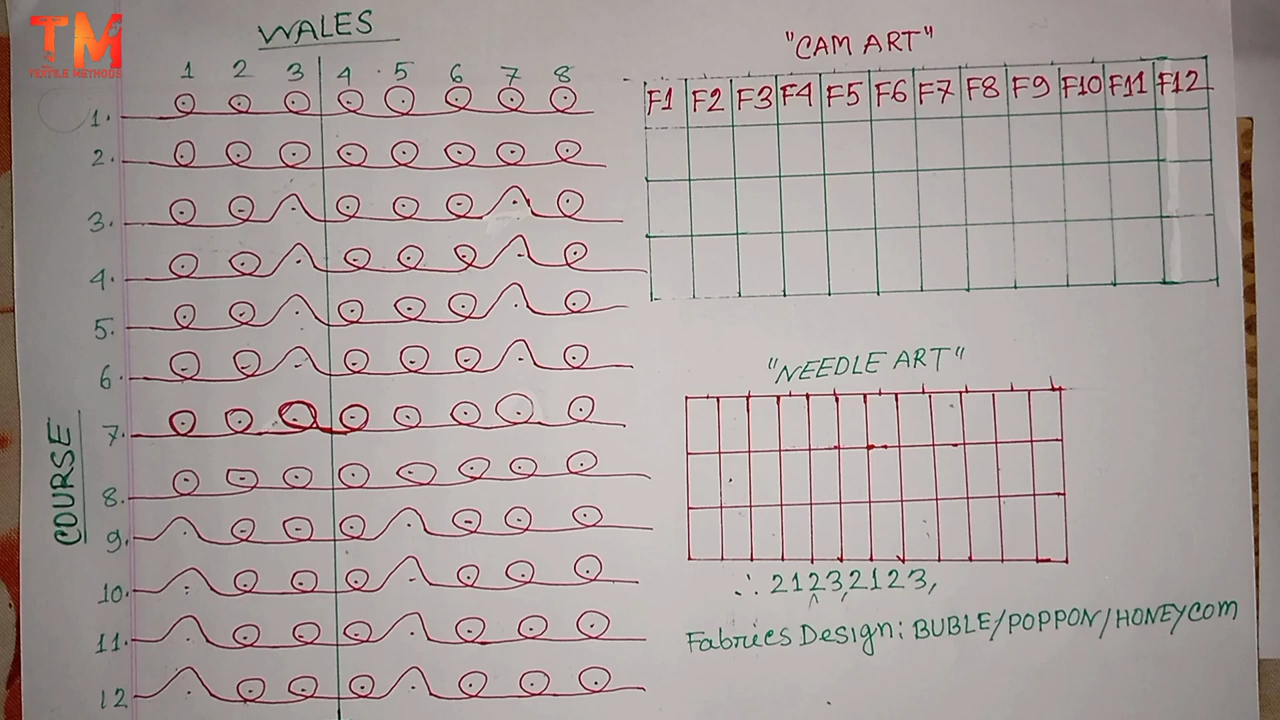 TM
TEXTILE METHODS
WALES
1 2 3 4 5 6 7 8
1.
2.
3.
4.
5.
6.
7.
8.
9.
10.
11.
12
COURSE
"CAM ART"
F1 F2 F3 F4 F5 F6 F7 F8 F9 F10 F11 F12
"NEEDLE ART"
∴ 2123,2123,
Fabries Design: BUBLE/POPPON/HONEYCOM